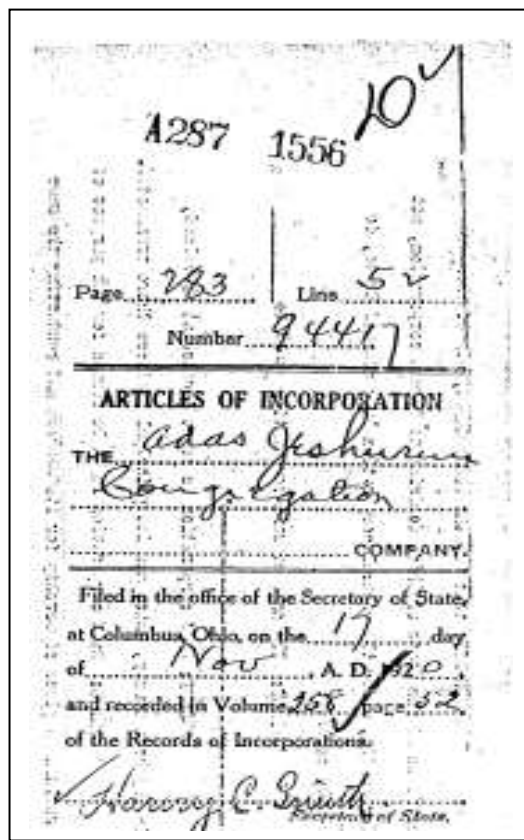 20 ✓
A287 1556
Page 283 Line 52
Number 94417
ARTICLES OF INCORPORATION
THE Adas Jeshurun
Congregation
COMPANY.
Filed in the office of the Secretary of State,
at Columbus, Ohio, on the 17 day
of Nov A. D. 1920,
and recorded in Volume 258 page 52
of the Records of Incorporations.
Harvey C. Smith
Secretary of State.